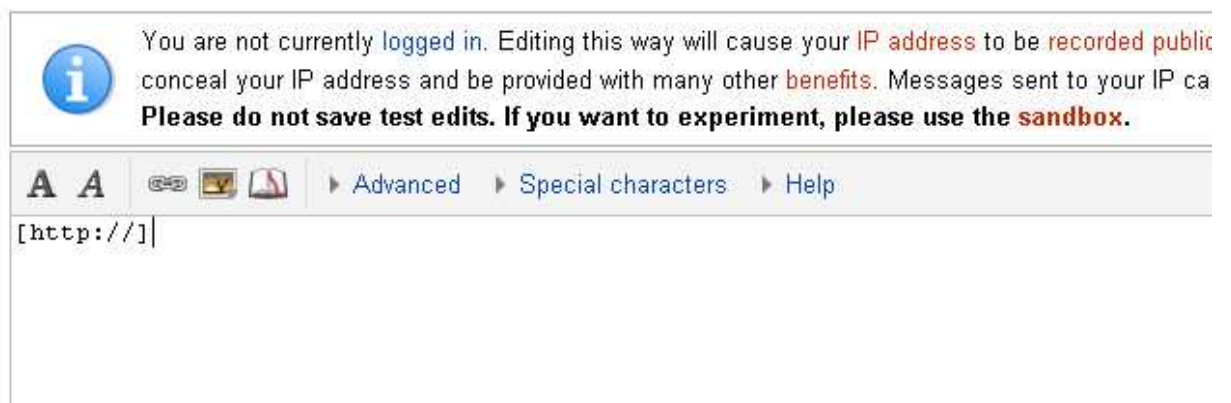 You are not currently logged in. Editing this way will cause your IP address to be recorded
conceal your IP address and be provided with many other benefits. Messages sent to your IP
Please do not save test edits. If you want to experiment, please use the sandbox.
A A Advanced Special characters Help
[http://]